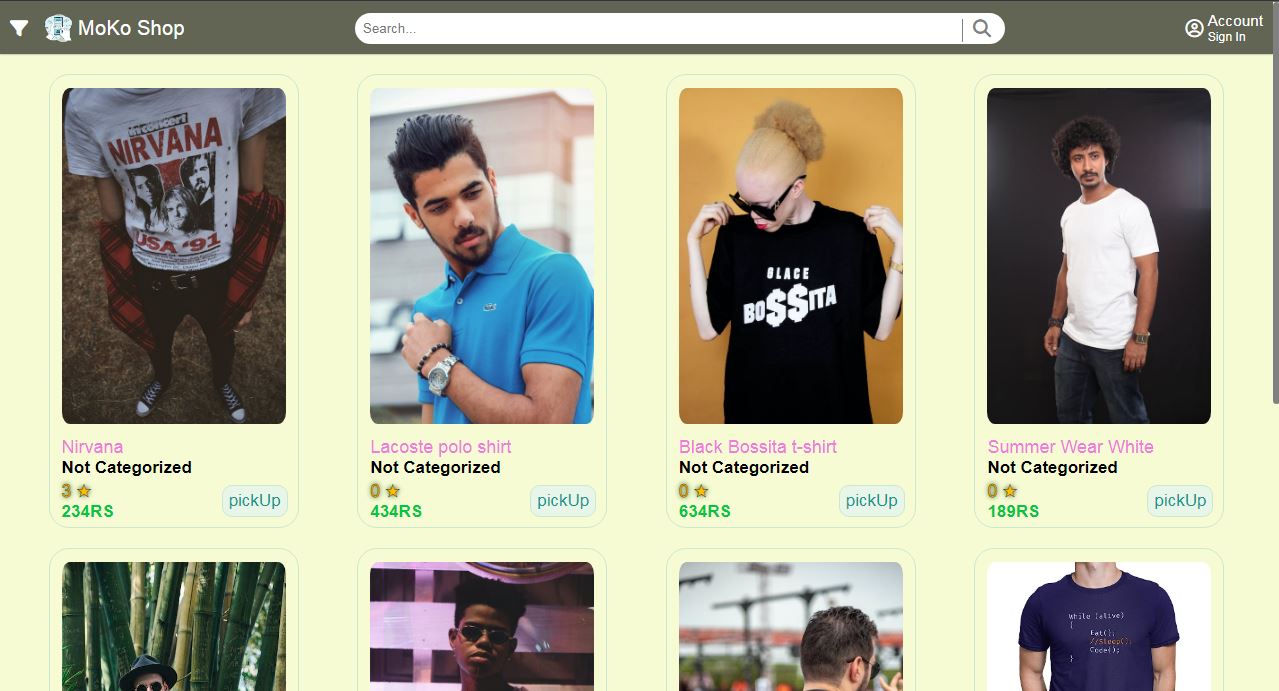 MoKo Shop
Search...
Account
Sign In
in concert
NIRVANA
USA '91
BLACE
BO$$ITA
Nirvana
Not Categorized
3 ★
234RS
pickUp
Lacoste polo shirt
Not Categorized
0 ★
434RS
pickUp
Black Bossita t-shirt
Not Categorized
0 ★
634RS
pickUp
Summer Wear White
Not Categorized
0 ★
189RS
pickUp
While (alive)
{
Eat();
//Sleep();
Code();
}